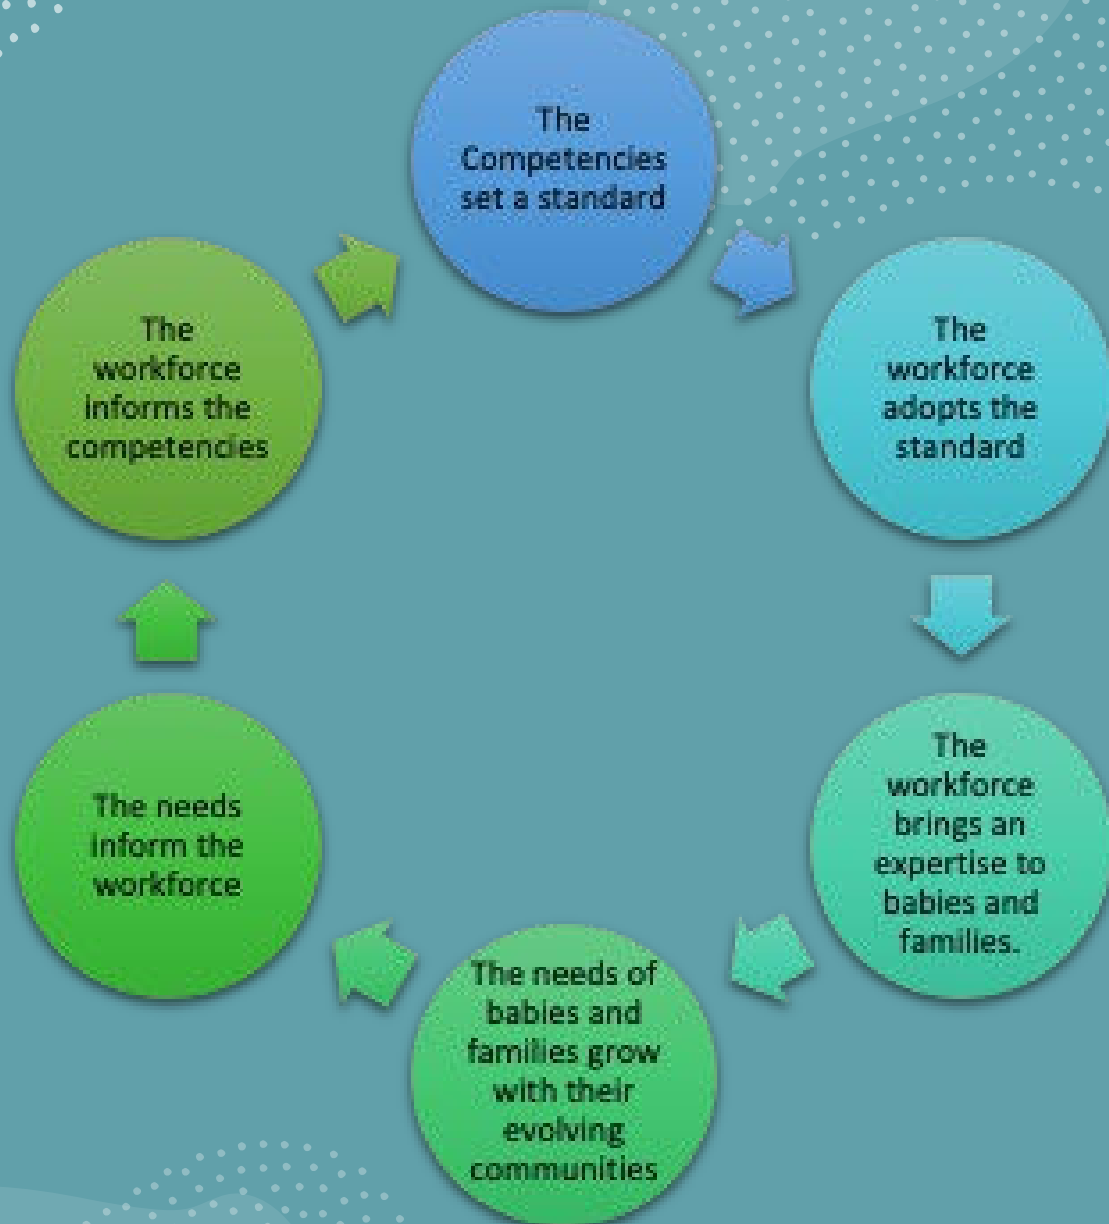 The
Competencies
set a standard
The
workforce
adopts the
standard
The
workforce
brings an
expertise to
babies and
families.
The needs of
babies and
families grow
with their
evolving
communities
The needs
inform the
workforce
The
workforce
informs the
competencies